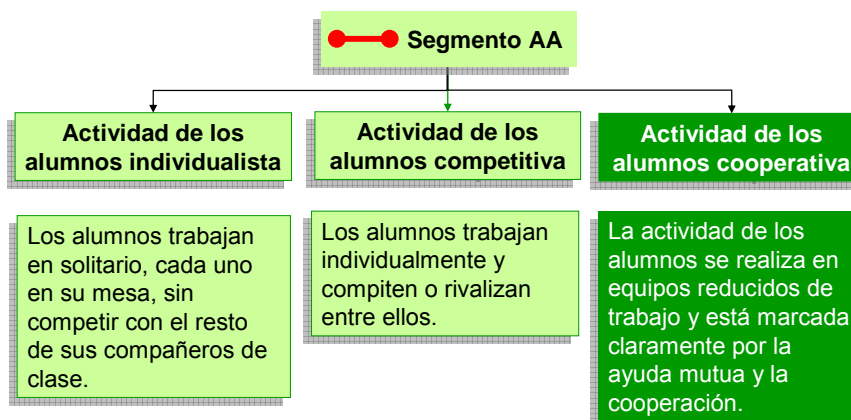 Segmento AA
Actividad de los
alumnos individualista
Actividad de los
alumnos competitiva
Actividad de los
alumnos cooperativa
Los alumnos trabajan
en solitario, cada uno
en su mesa, sin
competir con el resto
de sus compañeros de
clase.
Los alumnos trabajan
individualmente y
compiten o rivalizan
entre ellos.
La actividad de los
alumnos se realiza en
equipos reducidos de
trabajo y está marcada
claramente por la
ayuda mutua y la
cooperación.